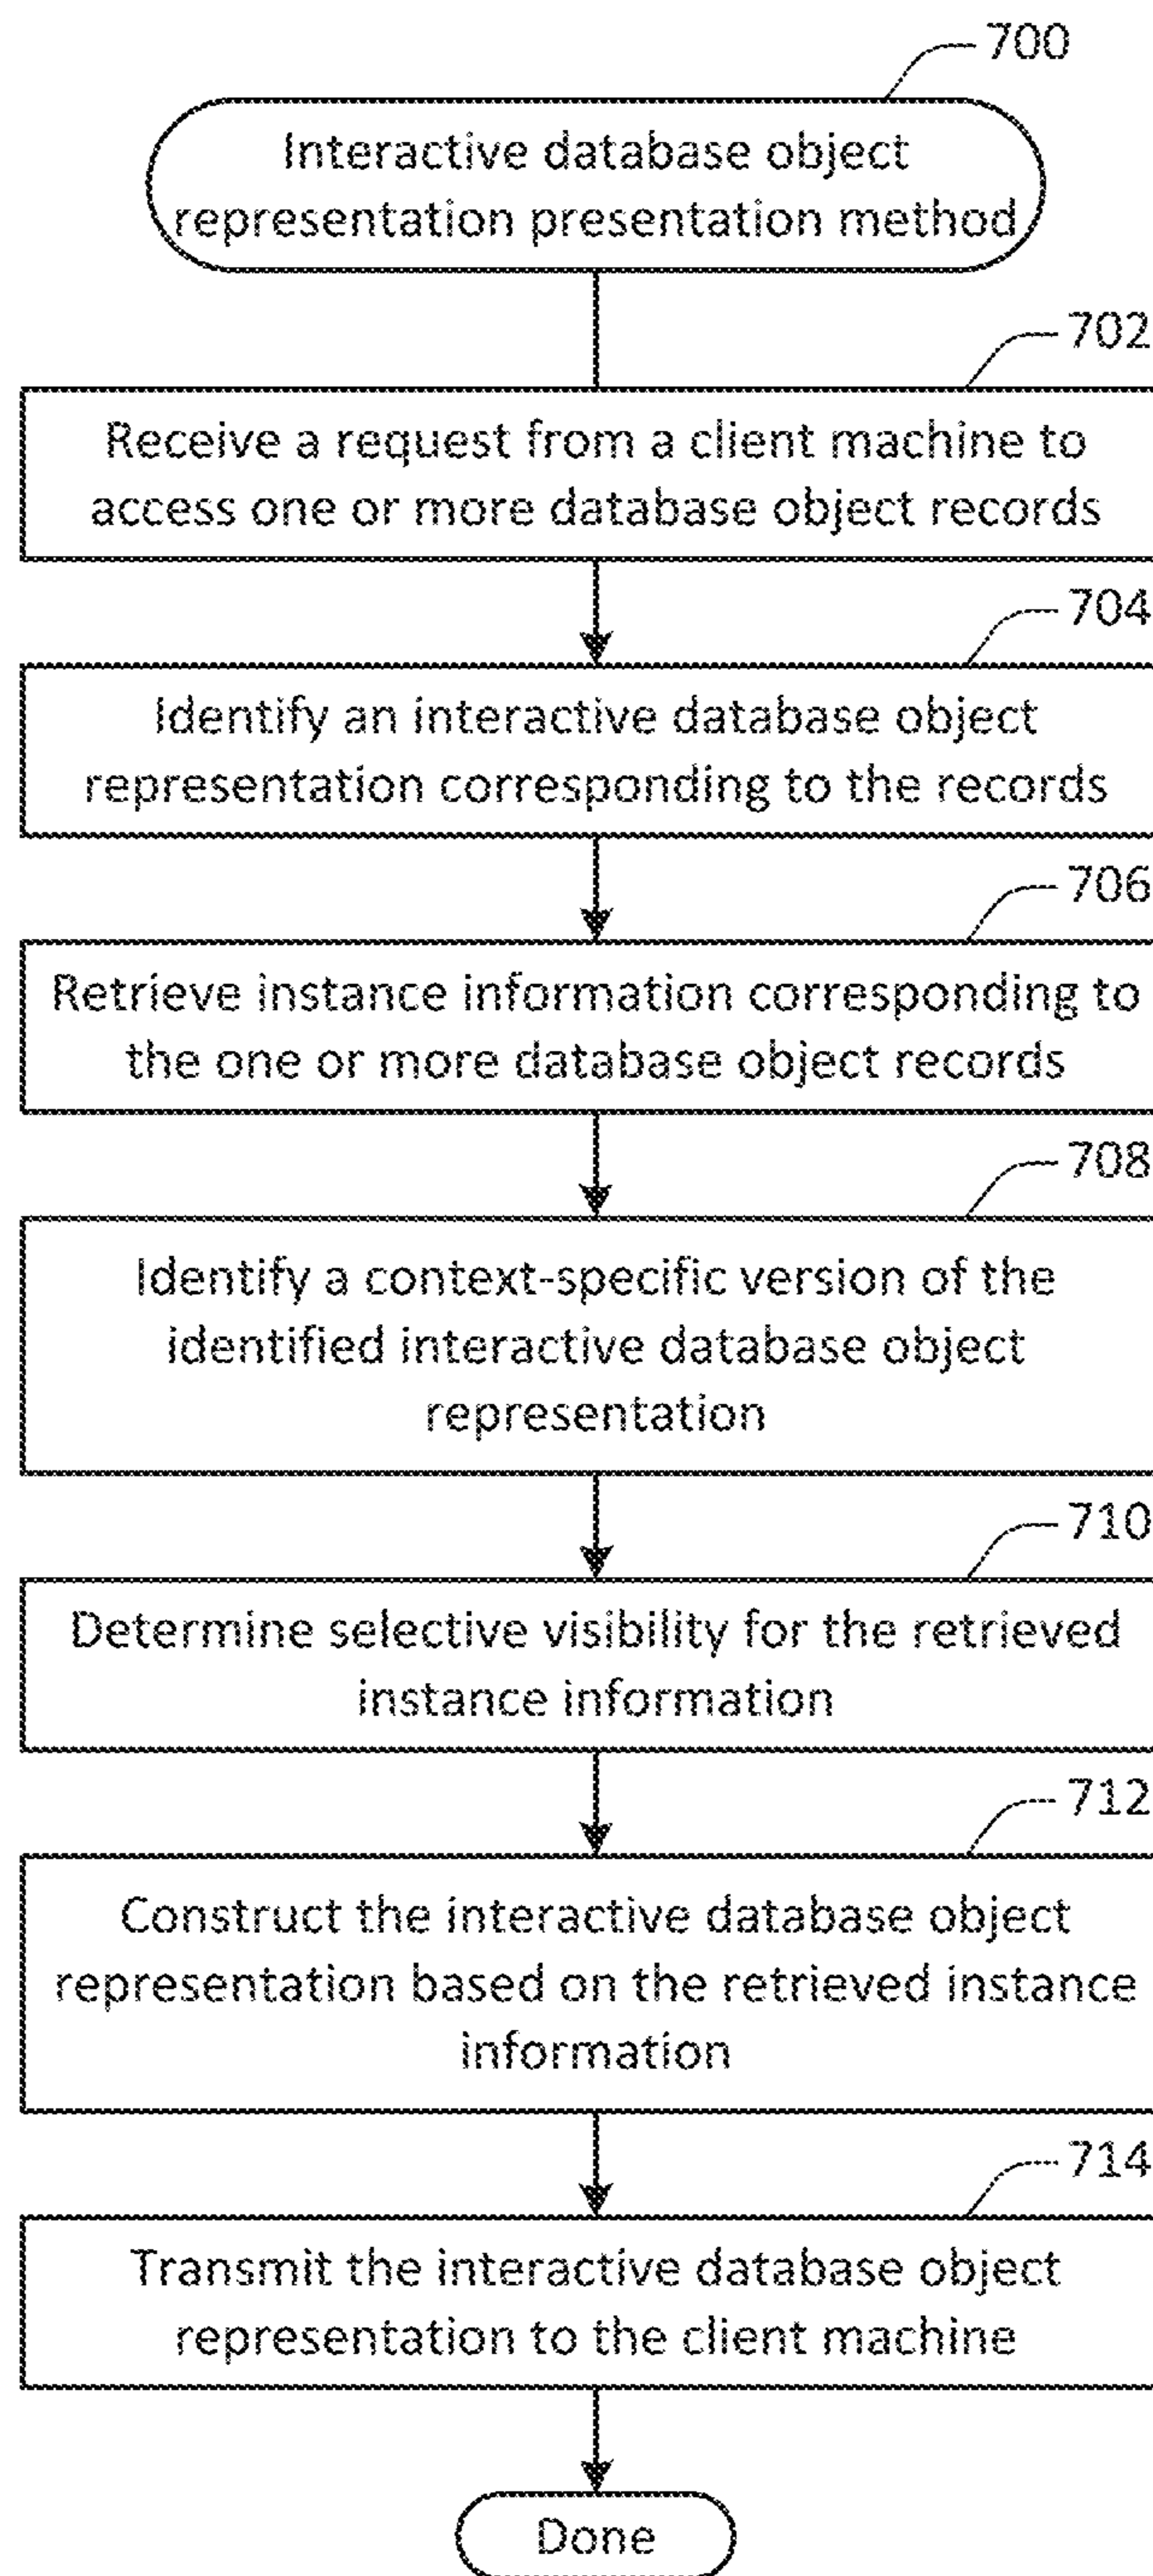 700
Interactive database object
representation presentation method
702
Receive a request from a client machine to
access one or more database object records
704
Identify an interactive database object
representation corresponding to the records
706
Retrieve instance information corresponding to
the one or more database object records
708
Identify a context-specific version of the
identified interactive database object
representation
710
Determine selective visibility for the retrieved
instance information
712
Construct the interactive database object
representation based on the retrieved instance
information
714
Transmit the interactive database object
representation to the client machine
Done